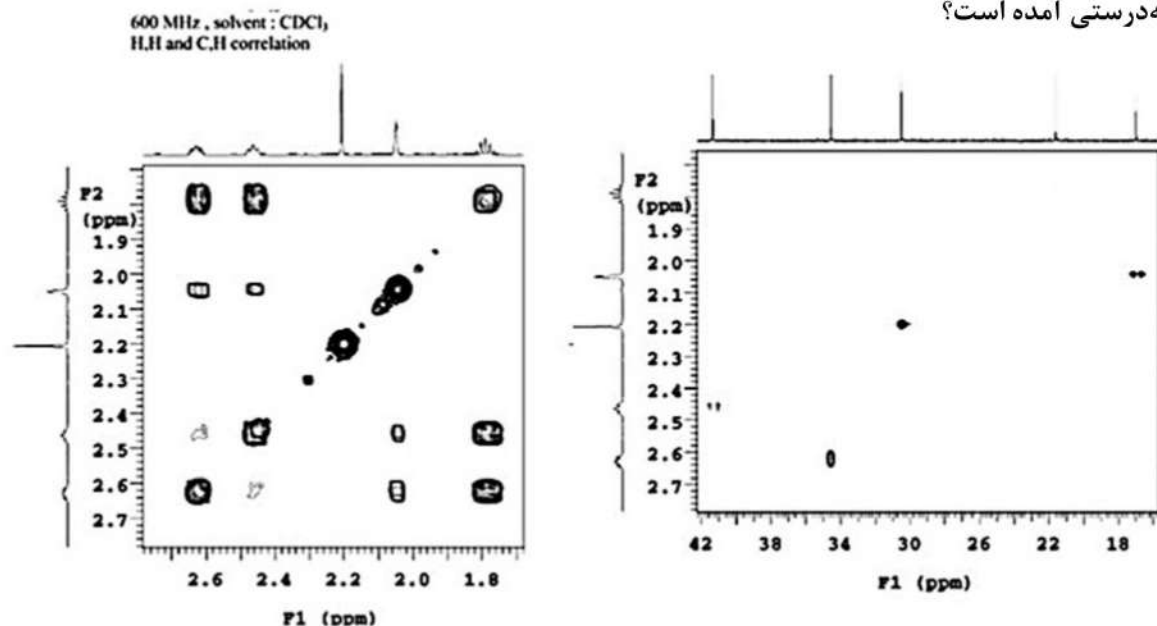 ه‌درستی آمده است؟
600 MHz , solvent : CDCl₃
H,H and C,H correlation
F2
(ppm)
1.9
2.0
2.1
2.2
2.3
2.4
2.5
2.6
2.7
2.6 2.4 2.2 2.0 1.8
F1 (ppm)
F2
(ppm)
1.9
2.0
2.1
2.2
2.3
2.4
2.5
2.6
2.7
42 38 34 30 26 22 18
F1 (ppm)